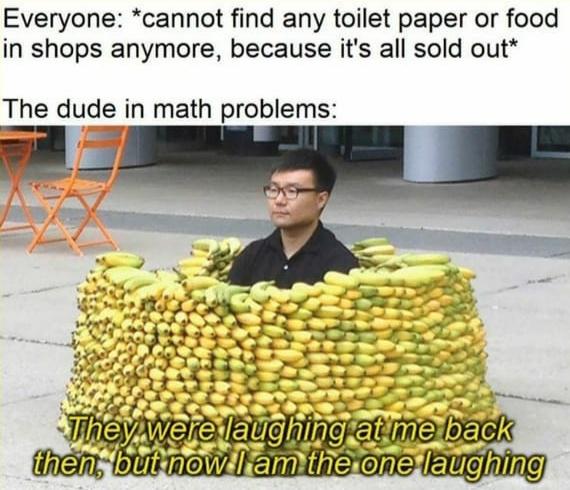 Everyone: *cannot find any toilet paper or food
in shops anymore, because it's all sold out*
The dude in math problems:
They were laughing at me back
then, but now I am the one laughing